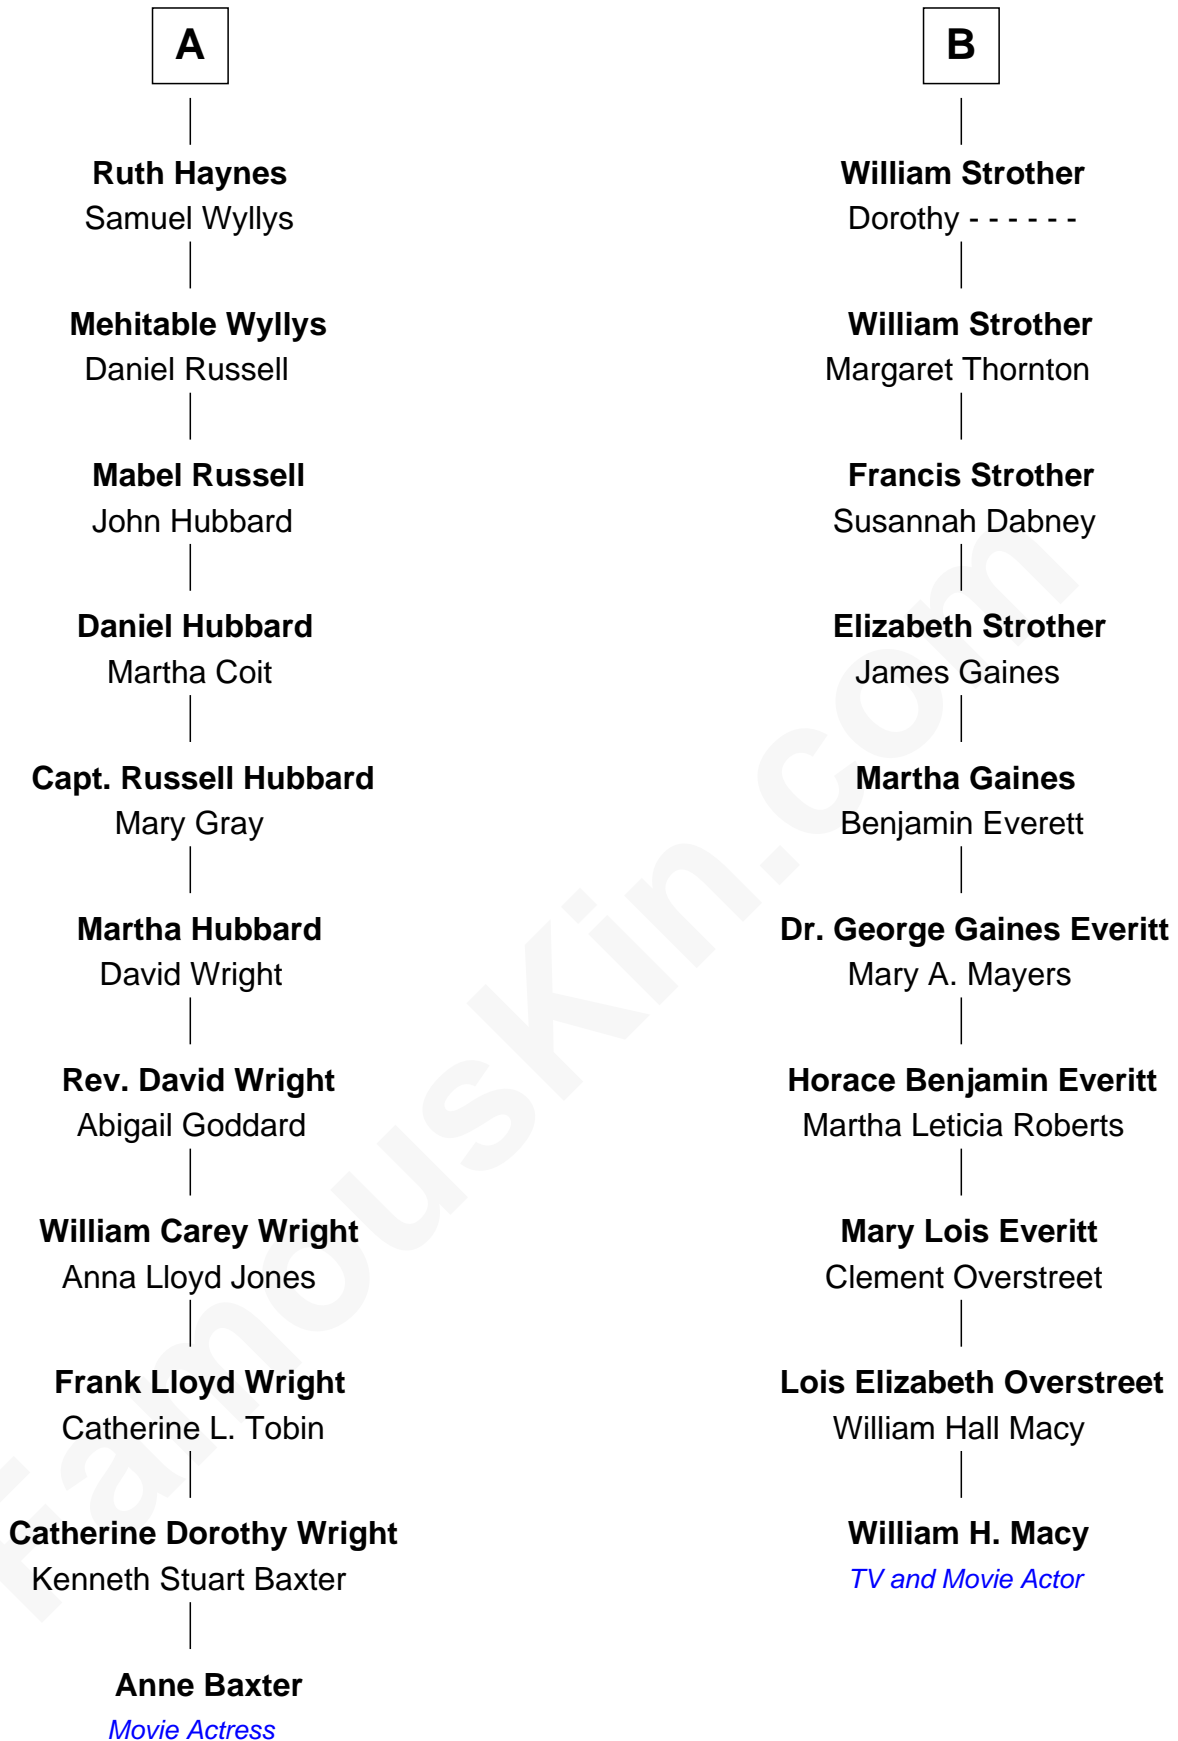 A
Ruth Haynes
Samuel Wyllys
Mehitable Wyllys
Daniel Russell
Mabel Russell
John Hubbard
Daniel Hubbard
Martha Coit
Capt. Russell Hubbard
Mary Gray
Martha Hubbard
David Wright
Rev. David Wright
Abigail Goddard
William Carey Wright
Anna Lloyd Jones
Frank Lloyd Wright
Catherine L. Tobin
Catherine Dorothy Wright
Kenneth Stuart Baxter
Anne Baxter
Movie Actress
B
William Strother
Dorothy - - - - - -
William Strother
Margaret Thornton
Francis Strother
Susannah Dabney
Elizabeth Strother
James Gaines
Martha Gaines
Benjamin Everett
Dr. George Gaines Everitt
Mary A. Mayers
Horace Benjamin Everitt
Martha Leticia Roberts
Mary Lois Everitt
Clement Overstreet
Lois Elizabeth Overstreet
William Hall Macy
William H. Macy
TV and Movie Actor
FamousKin.com